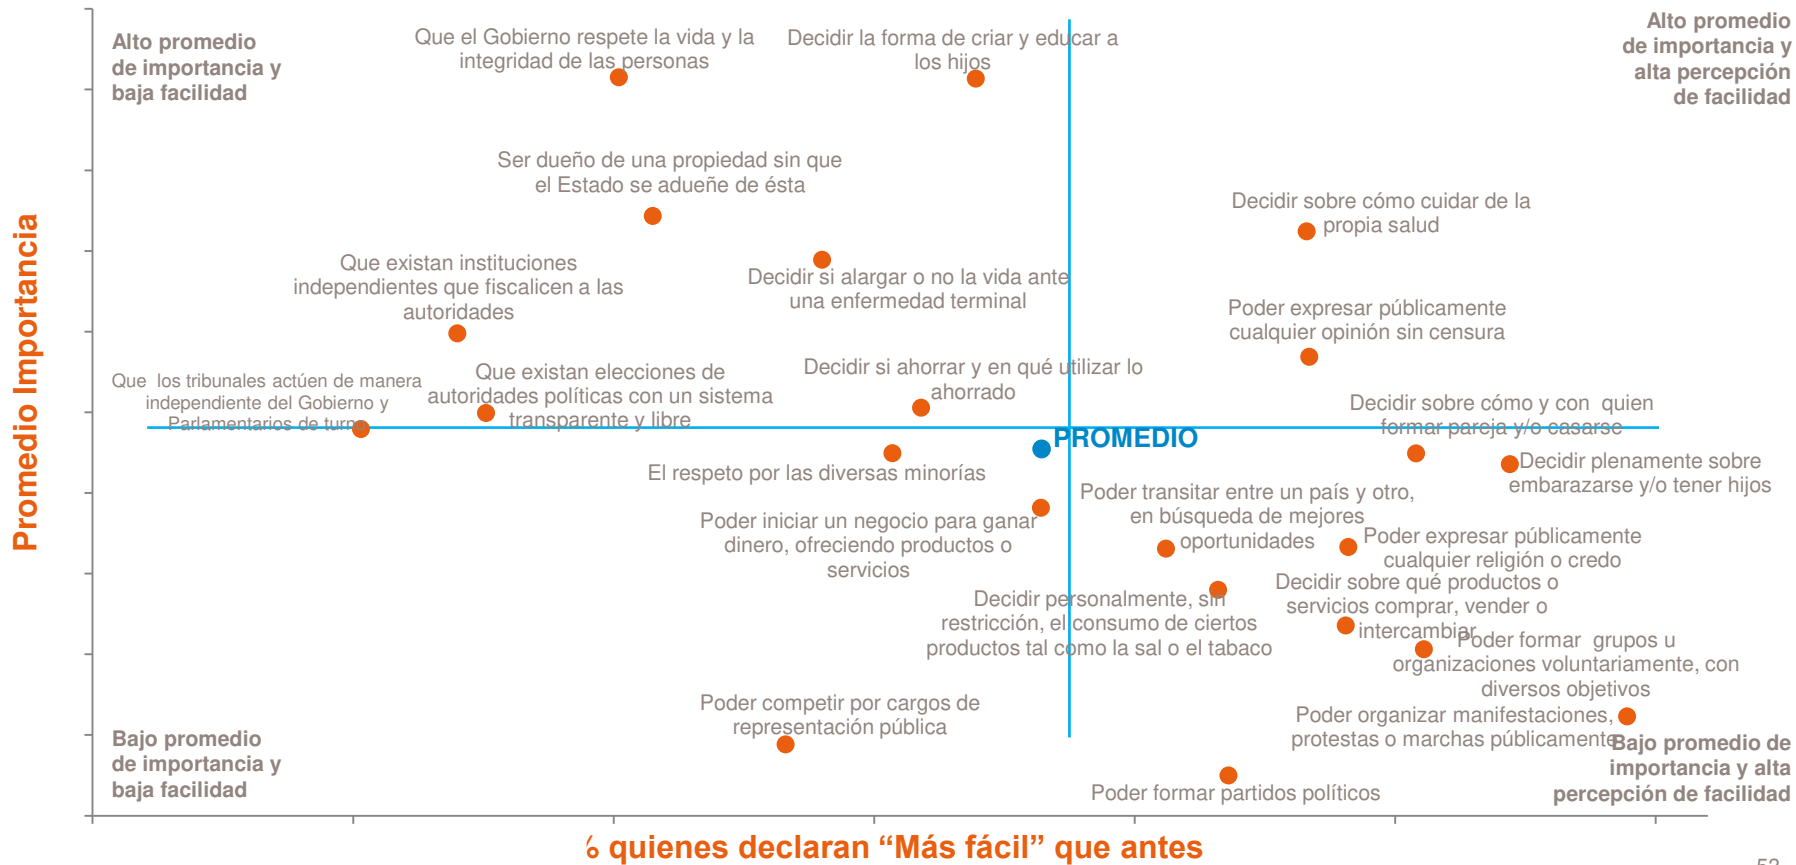 Alto promedio
de importancia y
baja facilidad
Que el Gobierno respete la vida y la
integridad de las personas
Decidir la forma de criar y educar a
los hijos
Alto promedio
de importancia y
alta percepción
de facilidad
Ser dueño de una propiedad sin que
el Estado se adueñe de ésta
Decidir sobre cómo cuidar de la
propia salud
Que existan instituciones
independientes que fiscalicen a las
autoridades
Decidir si alargar o no la vida ante
una enfermedad terminal
Poder expresar públicamente
cualquier opinión sin censura
Que los tribunales actúen de manera
independiente del Gobierno y
Parlamentarios de turno
Que existan elecciones de
autoridades políticas con un sistema
transparente y libre
Decidir si ahorrar y en qué utilizar lo
ahorrado
Decidir sobre cómo y con quien
formar pareja y/o casarse
PROMEDIO
El respeto por las diversas minorías
Decidir plenamente sobre
embarazarse y/o tener hijos
Poder iniciar un negocio para ganar
dinero, ofreciendo productos o
servicios
Poder transitar entre un país y otro,
en búsqueda de mejores
oportunidades
Poder expresar públicamente
cualquier religión o credo
Decidir personalmente, sin
restricción, el consumo de ciertos
productos tal como la sal o el tabaco
Decidir sobre qué productos o
servicios comprar, vender o
intercambiar
Poder formar grupos u
organizaciones voluntariamente, con
diversos objetivos
Poder competir por cargos de
representación pública
Poder organizar manifestaciones,
protestas o marchas públicamente
Poder formar partidos políticos
Bajo promedio
de importancia y
baja facilidad
Bajo promedio de
importancia y alta
percepción de facilidad
Promedio Importancia
% quienes declaran “Más fácil” que antes
52